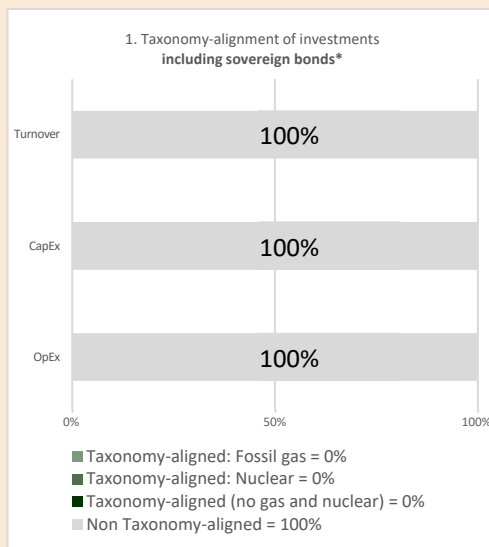 1. Taxonomy-alignment of investments
including sovereign bonds*
Turnover
100%
CapEx
100%
OpEx
100%
0%
50%
100%
Taxonomy-aligned: Fossil gas = 0%
Taxonomy-aligned: Nuclear = 0%
Taxonomy-aligned (no gas and nuclear) = 0%
Non Taxonomy-aligned = 100%